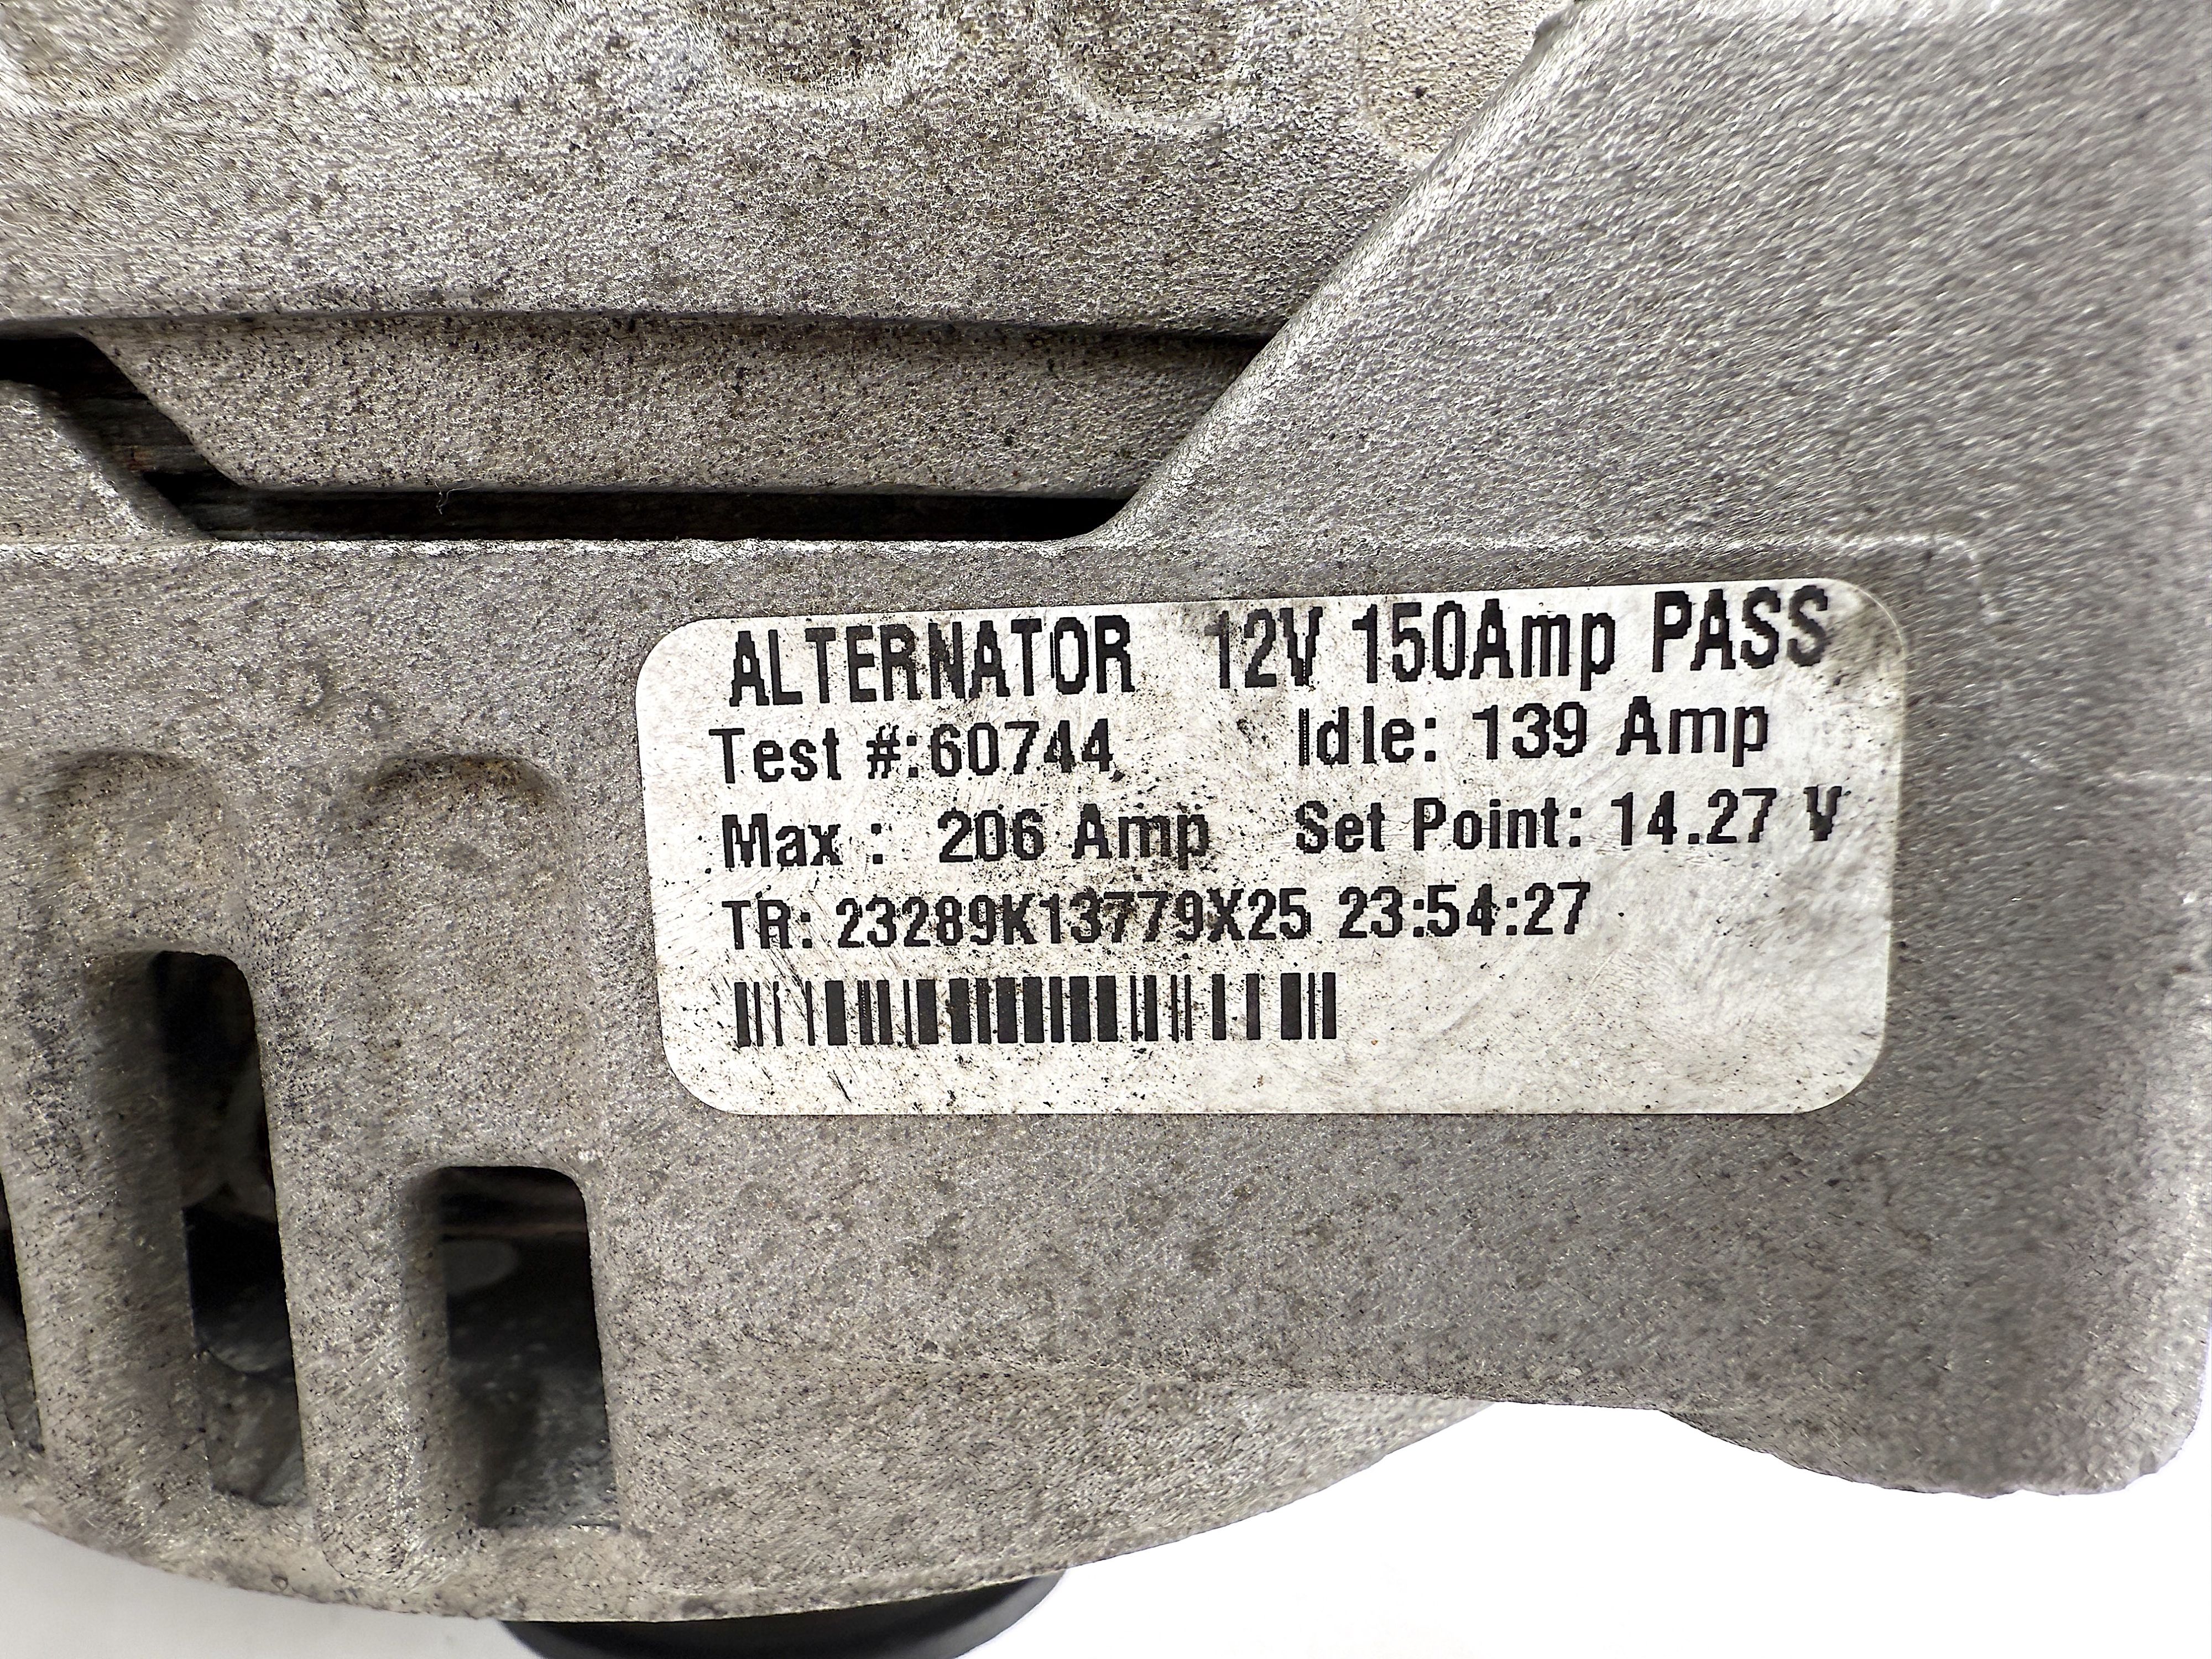 ALTERNATOR 12V 150Amp PASS
Test #:60744 Idle: 139 Amp
Max : 206 Amp Set Point: 14.27 V
TR: 23289K13779X25 23:54:27